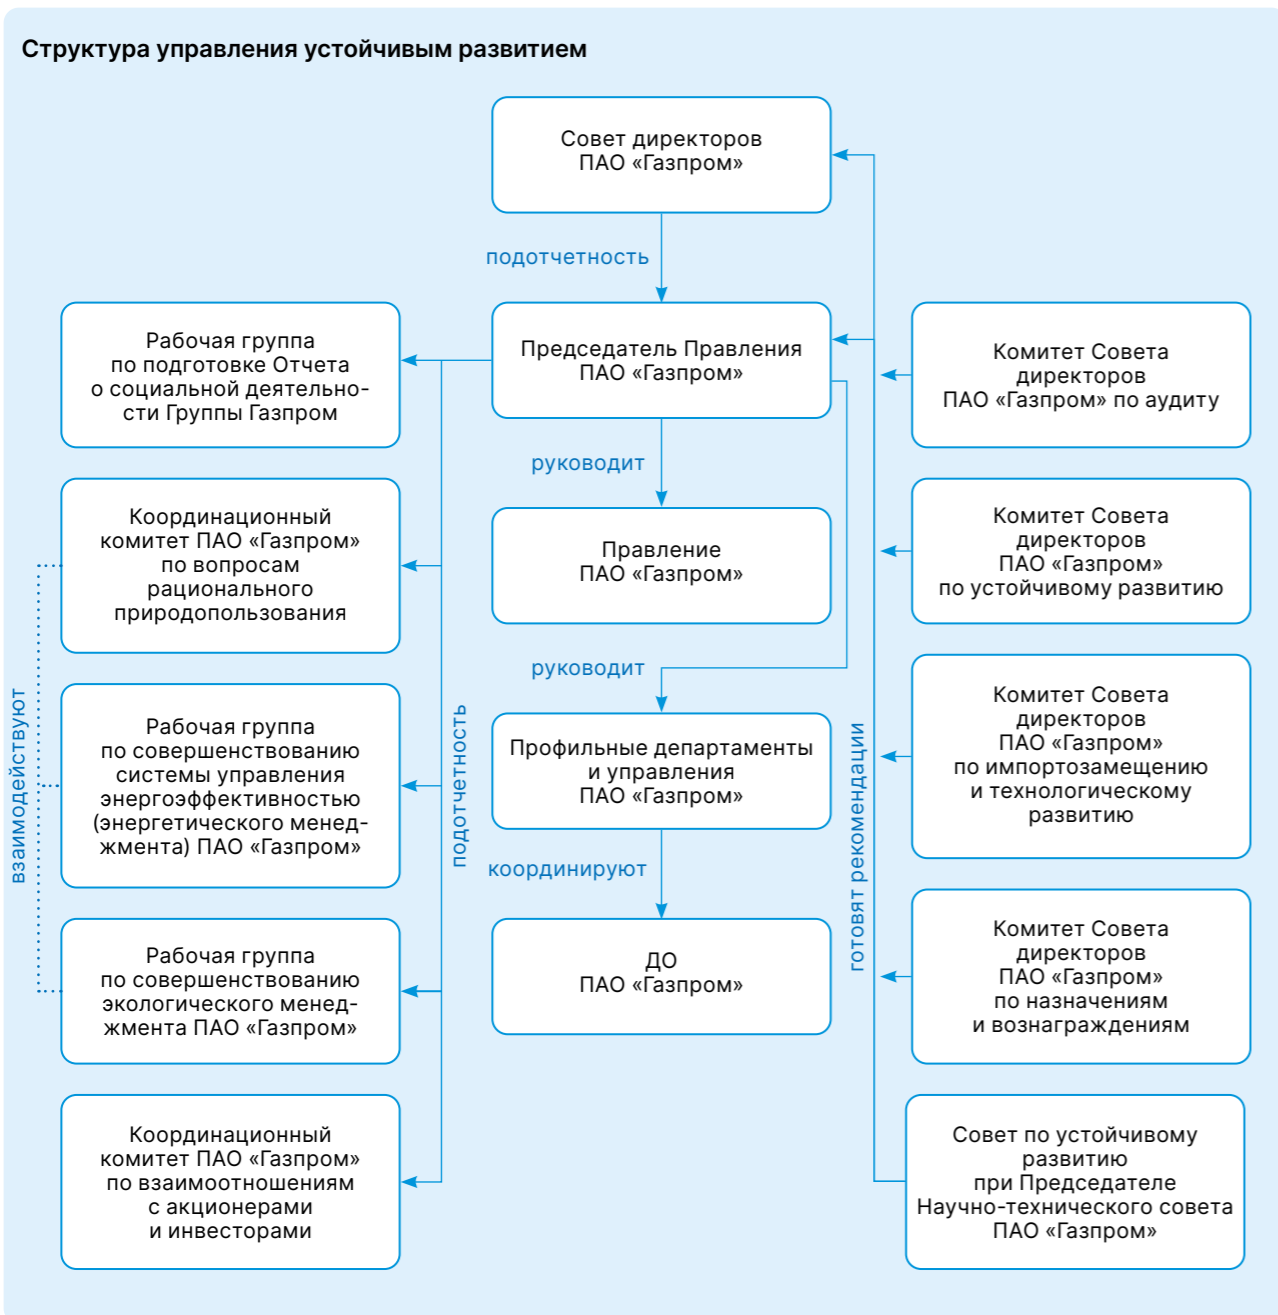 Структура управления устойчивым развитием
Совет директоров
ПАО «Газпром»
подотчетность
Рабочая группа
по подготовке Отчета
о социальной деятельно-
сти Группы Газпром
Председатель Правления
ПАО «Газпром»
Комитет Совета
директоров
ПАО «Газпром» по аудиту
руководит
Координационный
комитет ПАО «Газпром»
по вопросам
рационального
природопользования
Правление
ПАО «Газпром»
Комитет Совета
директоров
ПАО «Газпром»
по устойчивому развитию
руководит
взаимодействуют
Рабочая группа
по совершенствованию
системы управления
энергоэффективностью
(энергетического менед-
жмента) ПАО «Газпром»
подотчетность
Профильные департаменты
и управления
ПАО «Газпром»
готовят рекомендации
Комитет Совета
директоров
ПАО «Газпром»
по импортозамещению
и технологическому
развитию
координируют
Рабочая группа
по совершенствованию
экологического менед-
жмента ПАО «Газпром»
ДО
ПАО «Газпром»
Комитет Совета
директоров
ПАО «Газпром»
по назначениям
и вознаграждениям
Координационный
комитет ПАО «Газпром»
по взаимоотношениям
с акционерами
и инвесторами
Совет по устойчивому
развитию
при Председателе
Научно-технического совета
ПАО «Газпром»